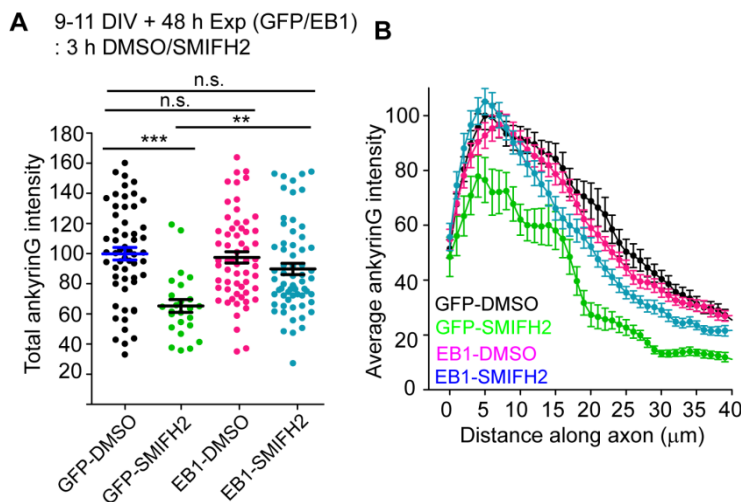 A
9-11 DIV + 48 h Exp (GFP/EB1)
: 3 h DMSO/SMIFH2
n.s.
n.s.
***
**
Total ankyrinG intensity
180
160
140
120
100
80
60
40
20
GFP-DMSO
GFP-SMIFH2
EB1-DMSO
EB1-SMIFH2
B
Average ankyrinG intensity
100
80
60
40
20
0
GFP-DMSO
GFP-SMIFH2
EB1-DMSO
EB1-SMIFH2
0 5 10 15 20 25 30 35 40
Distance along axon (μm)